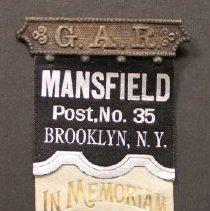 G.A.R
MANSFIELD
Post, No. 35
BROOKLYN, N.Y.
IN MEMORIAM